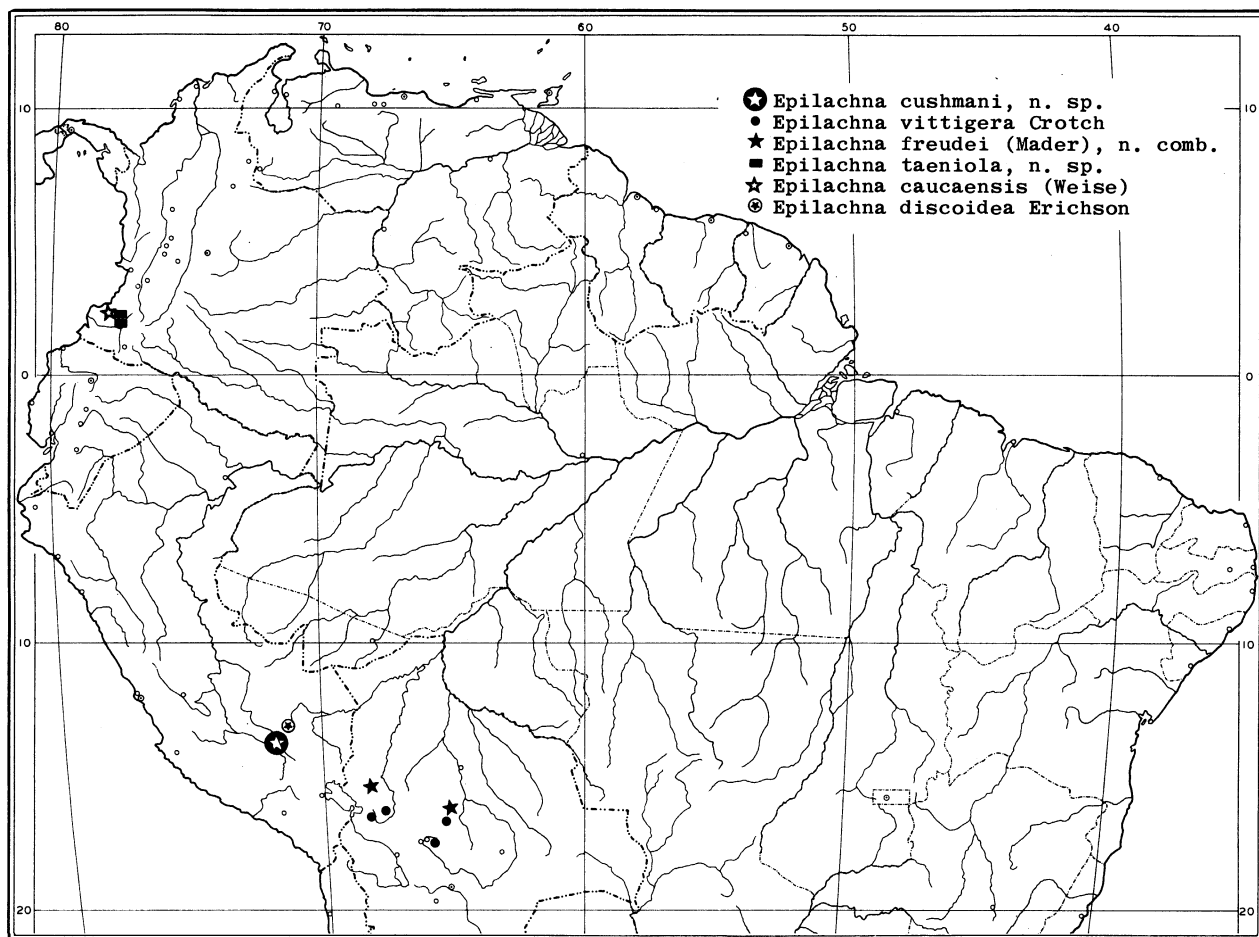 80 70 60 50 40
10 10
Epilachna cushmani, n. sp.
Epilachna vittigera Crotch
Epilachna freudei (Mader), n. comb.
Epilachna taeniola, n. sp.
Epilachna caucaensis (Weise)
Epilachna discoidea Erichson
0 0
10 10
20 20